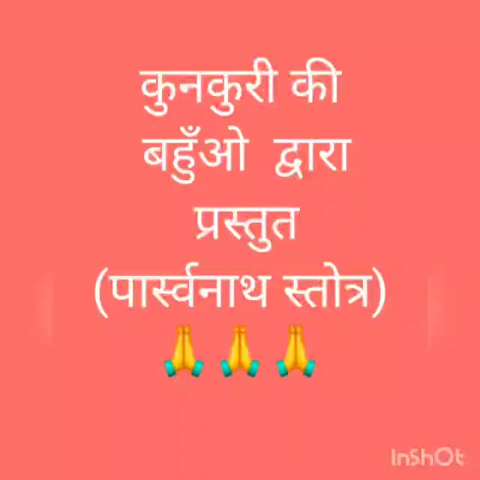 कुनकुरी की
बहुँओ द्वारा
प्रस्तुत
(पार्स्वनाथ स्तोत्र)
🙏🙏🙏
InShOt